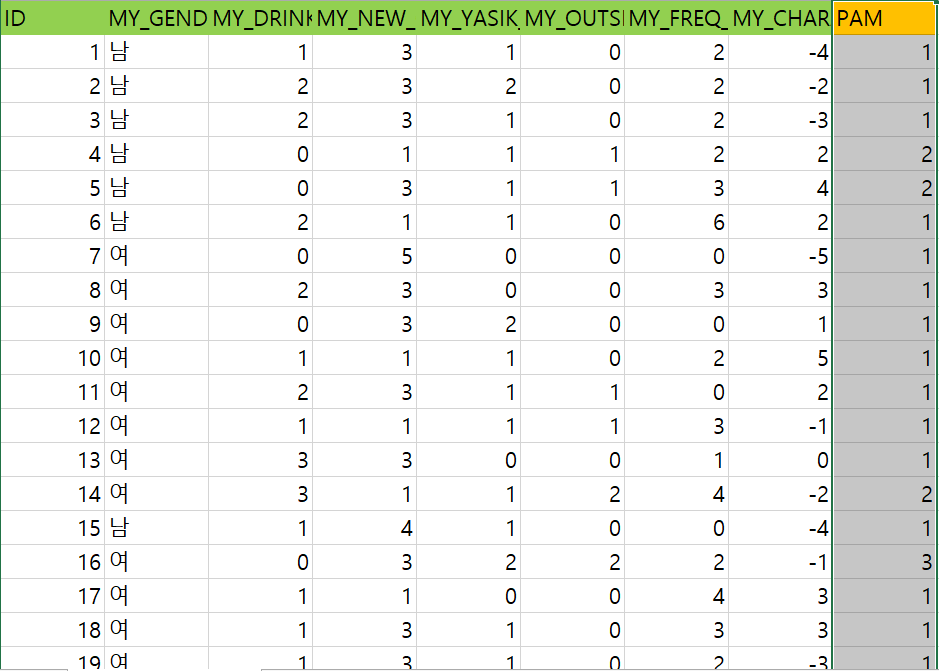 ID MY_GEND MY_DRINK MY_NEW_ MY_YASIK_ MY_OUTSI MY_FREQ_ MY_CHAR PAM
1 남 1 3 1 0 2 -4 1
2 남 2 3 2 0 2 -2 1
3 남 2 3 1 0 2 -3 1
4 남 0 1 1 1 2 2 2
5 남 0 3 1 1 3 4 2
6 남 2 1 1 0 6 2 1
7 여 0 5 0 0 0 -5 1
8 여 2 3 0 0 3 3 1
9 여 0 3 2 0 0 1 1
10 여 1 1 1 0 2 5 1
11 여 2 3 1 1 0 2 1
12 여 1 1 1 1 3 -1 1
13 여 3 3 0 0 1 0 1
14 여 3 1 1 2 4 -2 2
15 남 1 4 1 0 0 -4 1
16 여 0 3 2 2 2 -1 3
17 여 1 1 0 0 4 3 1
18 여 1 3 1 0 3 3 1
19 여 1 3 1 0 2 -3 1